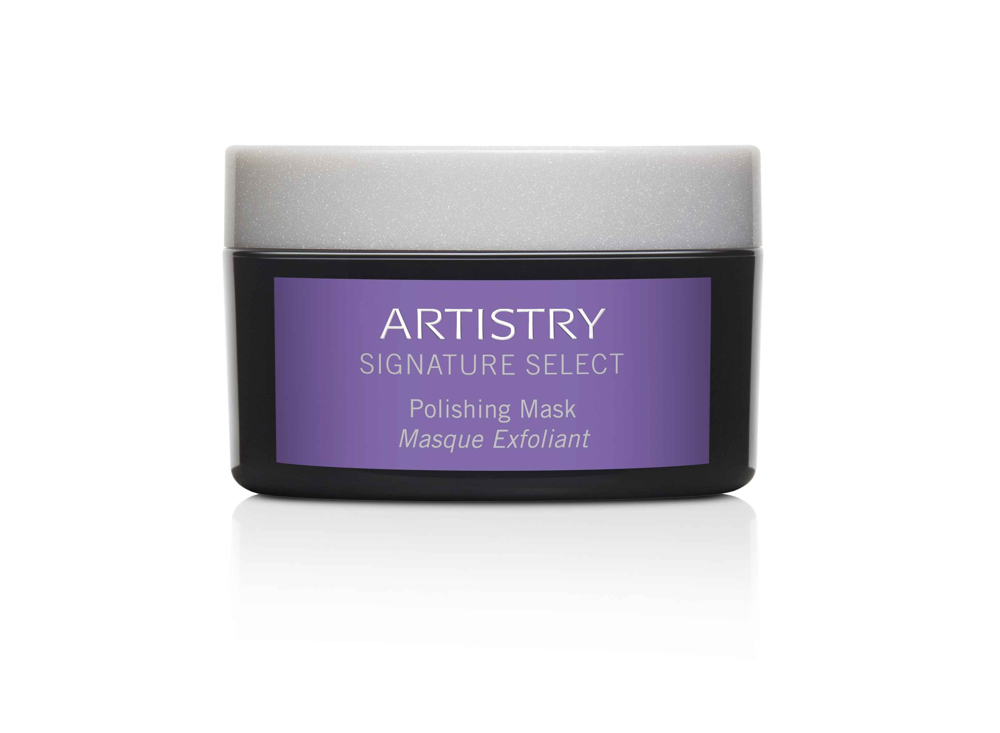 ARTISTRY
SIGNATURE SELECT
Polishing Mask
Masque Exfoliant